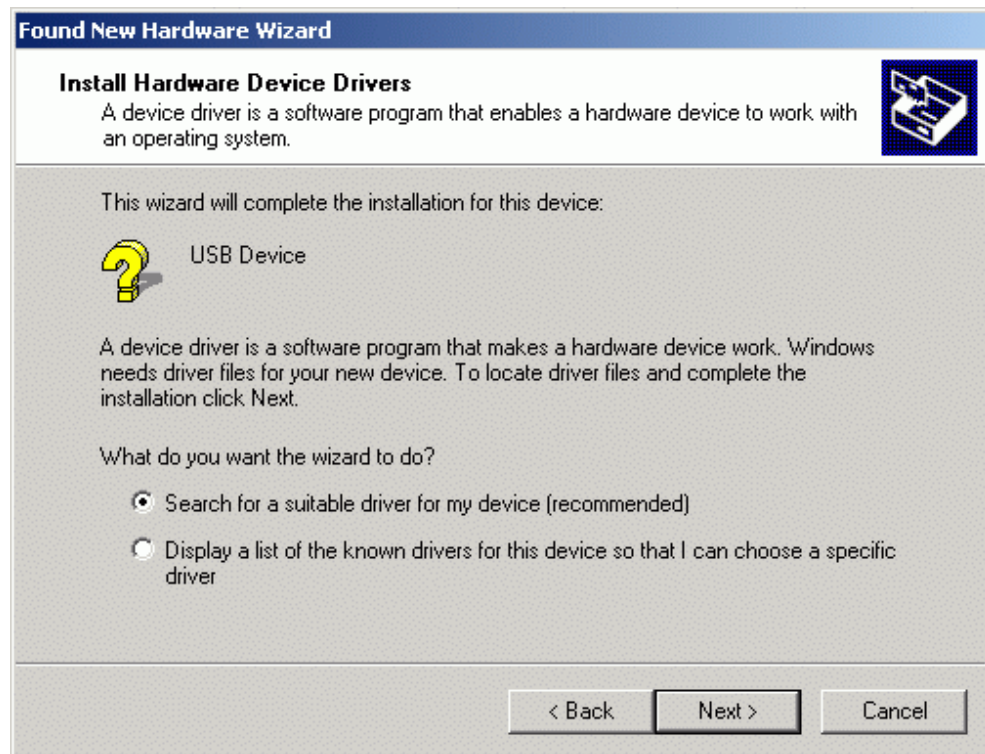 Found New Hardware Wizard
Install Hardware Device Drivers
A device driver is a software program that enables a hardware device to work with
an operating system.
This wizard will complete the installation for this device:
USB Device
A device driver is a software program that makes a hardware device work. Windows
needs driver files for your new device. To locate driver files and complete the
installation click Next.
What do you want the wizard to do?
Search for a suitable driver for my device (recommended)
Display a list of the known drivers for this device so that I can choose a specific
driver
< Back Next > Cancel